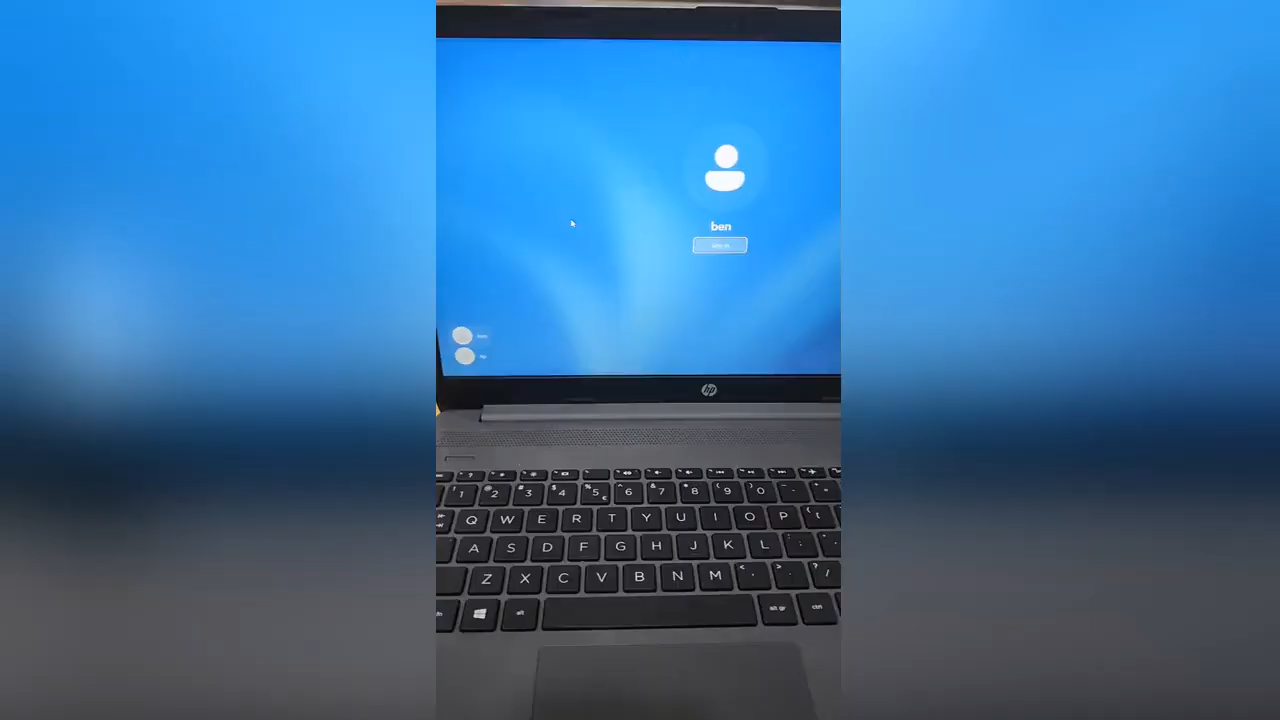 ben
hp
1 2 3 4 5 6 7 8 9 0
Q W E R T Y U I O P
A S D F G H J K L
Z X C V B N M
alt alt gr ctrl